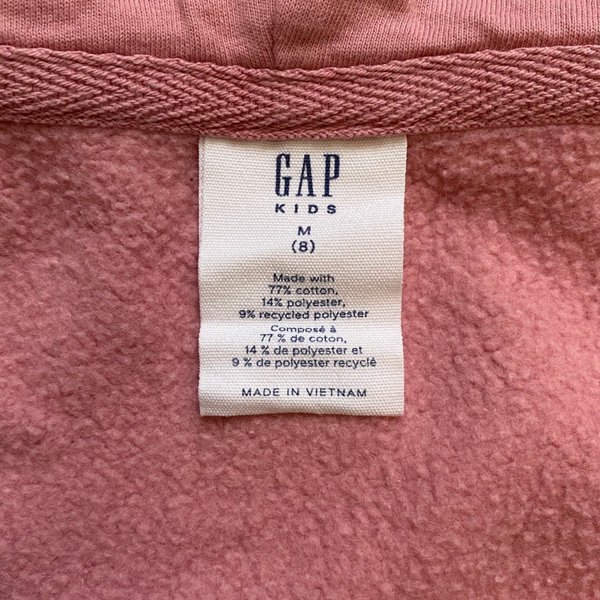 GAP
KIDS
M
(8)
Made with
77% cotton,
14% polyester,
9% recycled polyester
Composé à
77 % de coton,
14 % de polyester et
9 % de polyester recyclé
MADE IN VIETNAM